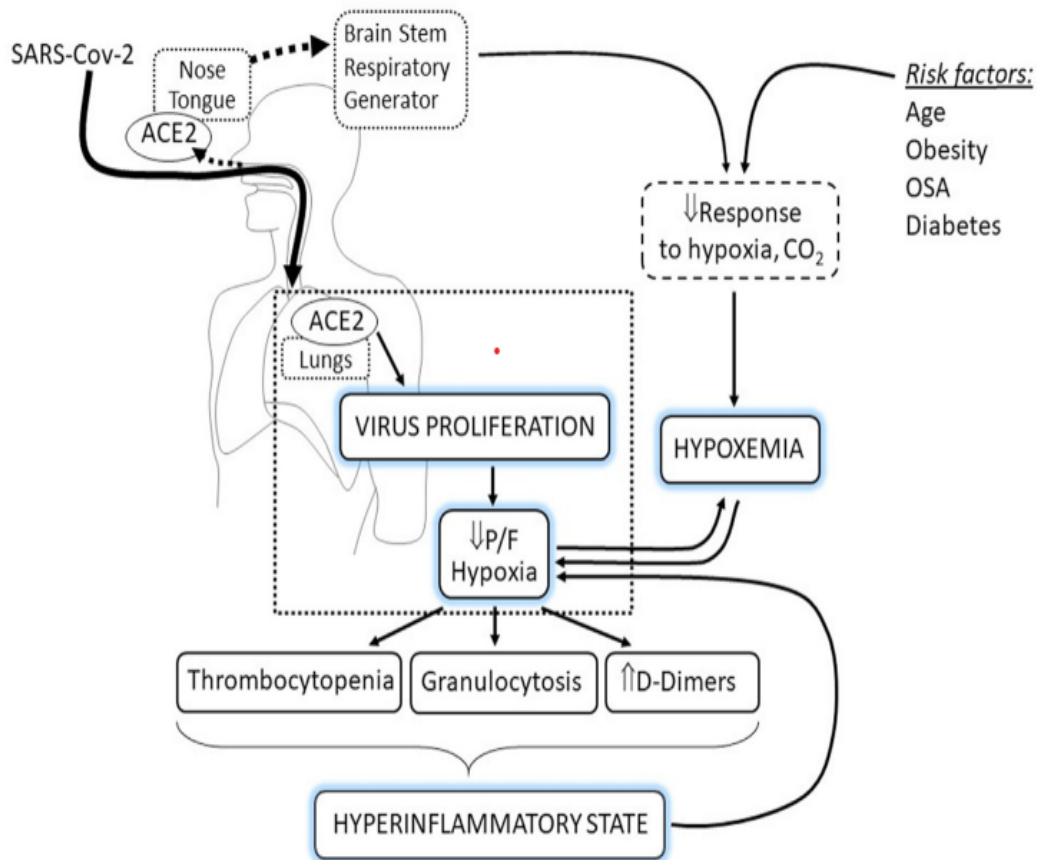 SARS-Cov-2
Nose
Tongue
ACE2
Brain Stem
Respiratory
Generator
Risk factors:
Age
Obesity
OSA
Diabetes
⇓Response
to hypoxia, CO₂
ACE2
Lungs
VIRUS PROLIFERATION
HYPOXEMIA
⇓P/F
Hypoxia
Thrombocytopenia
Granulocytosis
⇑D-Dimers
HYPERINFLAMMATORY STATE